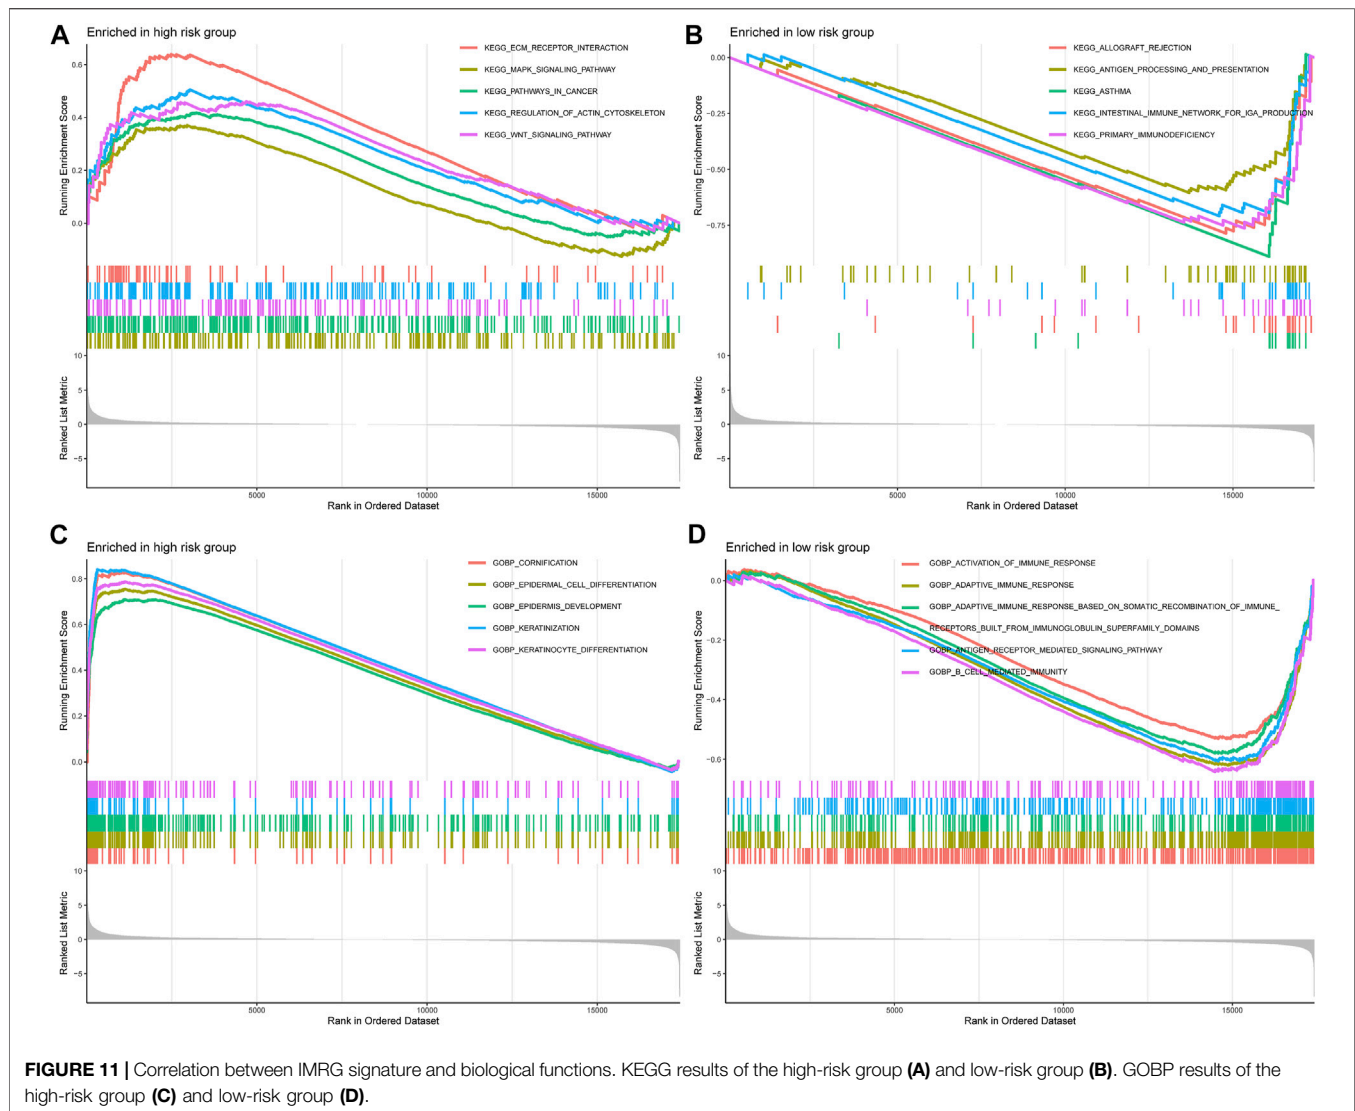 A
Enriched in high risk group
KEGG_ECM_RECEPTOR_INTERACTION
KEGG_MAPK_SIGNALING_PATHWAY
KEGG_PATHWAYS_IN_CANCER
KEGG_REGULATION_OF_ACTIN_CYTOSKELETON
KEGG_WNT_SIGNALING_PATHWAY
Running Enrichment Score
0.6
0.4
0.2
0.0
Ranked List Metric
10
5
0
−5
5000 10000 15000
Rank in Ordered Dataset
B
Enriched in low risk group
KEGG_ALLOGRAFT_REJECTION
KEGG_ANTIGEN_PROCESSING_AND_PRESENTATION
KEGG_ASTHMA
KEGG_INTESTINAL_IMMUNE_NETWORK_FOR_IGA_PRODUCTION
KEGG_PRIMARY_IMMUNODEFICIENCY
Running Enrichment Score
0.00
−0.25
−0.50
−0.75
Ranked List Metric
10
5
0
−5
5000 10000 15000
Rank in Ordered Dataset
C
Enriched in high risk group
GOBP_CORNIFICATION
GOBP_EPIDERMAL_CELL_DIFFERENTIATION
GOBP_EPIDERMIS_DEVELOPMENT
GOBP_KERATINIZATION
GOBP_KERATINOCYTE_DIFFERENTIATION
Running Enrichment Score
0.8
0.6
0.4
0.2
0.0
Ranked List Metric
10
5
0
−5
5000 10000 15000
Rank in Ordered Dataset
D
Enriched in low risk group
GOBP_ACTIVATION_OF_IMMUNE_RESPONSE
GOBP_ADAPTIVE_IMMUNE_RESPONSE
GOBP_ADAPTIVE_IMMUNE_RESPONSE_BASED_ON_SOMATIC_RECOMBINATION_OF_IMMUNE_
RECEPTORS_BUILT_FROM_IMMUNOGLOBULIN_SUPERFAMILY_DOMAINS
GOBP_ANTIGEN_RECEPTOR_MEDIATED_SIGNALING_PATHWAY
GOBP_B_CELL_MEDIATED_IMMUNITY
Running Enrichment Score
0.0
−0.2
−0.4
−0.6
Ranked List Metric
10
5
0
−5
5000 10000 15000
Rank in Ordered Dataset
FIGURE 11 | Correlation between IMRG signature and biological functions. KEGG results of the high-risk group (A) and low-risk group (B). GOBP results of the
high-risk group (C) and low-risk group (D).